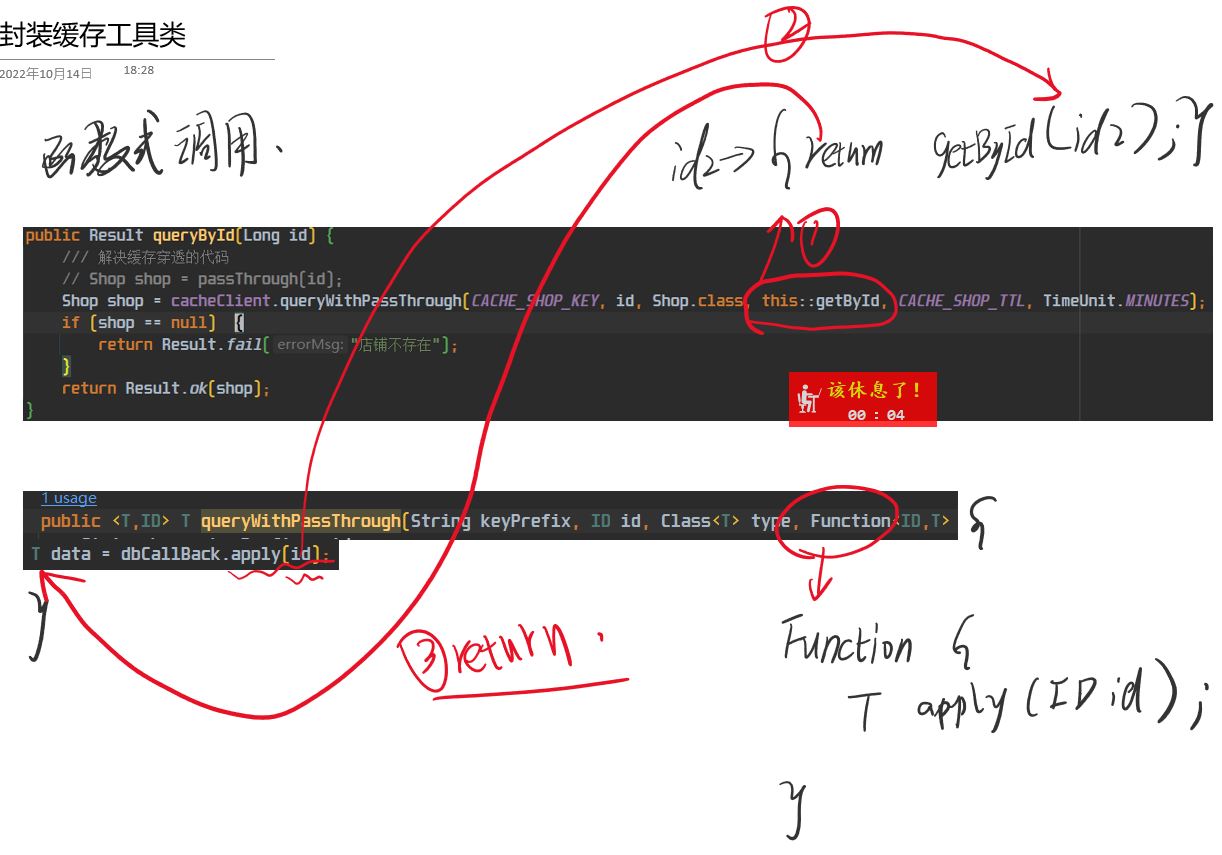 封装缓存工具类
2022年10月14日 18:28
函数式调用.
id2→{return getById(id2);}
①
②
public Result queryById(Long id) {
/// 解决缓存穿透的代码
// Shop shop = passThrough(id);
Shop shop = cacheClient.queryWithPassThrough(CACHE_SHOP_KEY, id, Shop.class, this::getById, CACHE_SHOP_TTL, TimeUnit.MINUTES);
if (shop == null) {
return Result.fail( errorMsg: "店铺不存在");
}
return Result.ok(shop);
}
该休息了!
00 : 04
1 usage
public <T,ID> T queryWithPassThrough(String keyPrefix, ID id, Class<T> type, Function<ID,T> {
T data = dbCallBack.apply(id);
}
③return.
Function {
T apply(ID id);
}